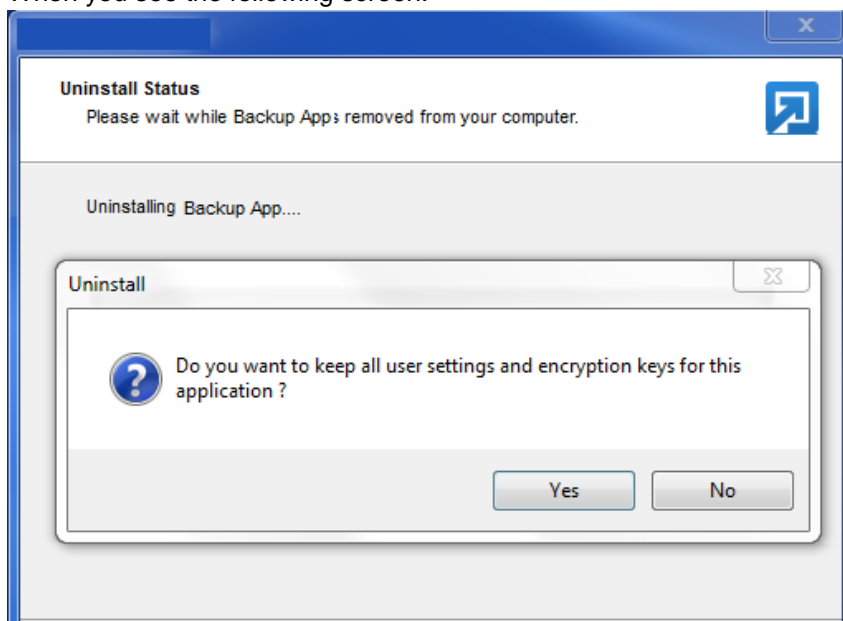 When you see the following screen:
Uninstall Status
Please wait while Backup Apps removed from your computer.
Uninstalling Backup App....
Uninstall
Do you want to keep all user settings and encryption keys for this
application ?
Yes
No